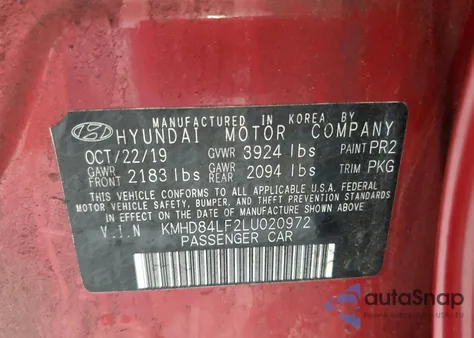 MANUFACTURED IN KOREA BY
HYUNDAI MOTOR COMPANY
OCT/22/19 GVWR 3924 lbs PAINT PR2
GAWR FRONT 2183 lbs GAWR REAR 2094 lbs TRIM PKG
THIS VEHICLE CONFORMS TO ALL APPLICABLE U.S.A FEDERAL
MOTOR VEHICLE SAFETY, BUMPER, AND THEFT PREVENTION
STANDARDS IN EFFECT ON THE DATE OF MANUFACTURE SHOWN ABOVE.
V.I.N KMHD84LF2LU020972
PASSENGER CAR
autoSnap